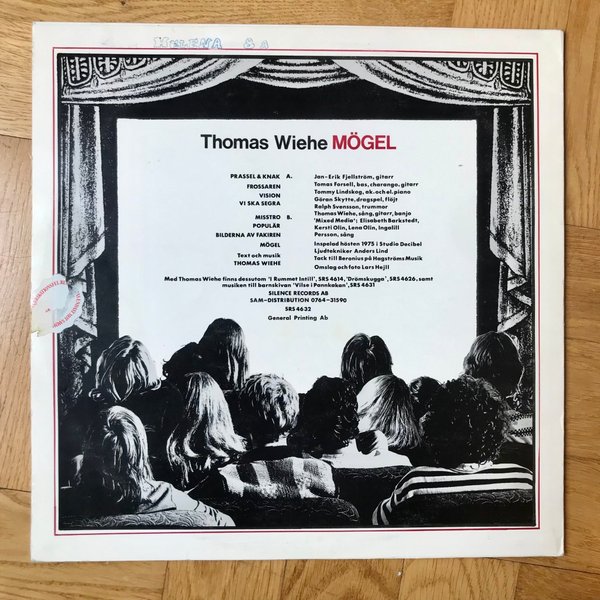 HELENA
Thomas Wiehe MÖGEL
PRASSEL & KNAK A.
FROSSAREN
VISION
VI SKA SEGRA
MISSTRO B.
POPULÄR
BILDERNA AV FAKIREN
MÖGEL
Text och musik
THOMAS WIEHE
Jan-Erik Fjellström, gitarr
Tomas Forsell, bas, charango, gitarr
Tommy Lindskog, ak. och el. piano
Göran Skytte, dragspel, flöjt
Ralph Svensson, trummor
Thomas Wiehe, sång, gitarr, banjo
'Mixed Media'; Elisabeth Barkstedt,
Kersti Olin, Lena Olin, Ingalill
Persson, sång
Inspelad hösten 1975 i Studio Decibel
Ljudtekniker Anders Lind
Tack till Beronius på Hagströms Musik
Omslag och foto Lars Hejll
Med Thomas Wiehe finns dessutom 'i Rummet Intill', SRS 4614, 'Drömskugga', SRS 4626, samt
musiken till barnskivan 'Vilse i Pannkakan', SRS 4631
SILENCE RECORDS AB
SAM-DISTRIBUTION 0764-31590
SRS 4632
General Printing Ab